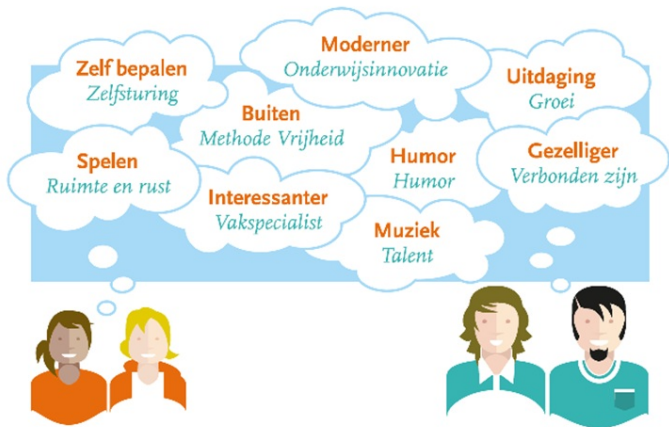 Moderner
Onderwijsinnovatie
Zelf bepalen
Zelfsturing
Uitdaging
Groei
Buiten
Methode Vrijheid
Spelen
Ruimte en rust
Humor
Humor
Gezelliger
Verbonden zijn
Interessanter
Vakspecialist
Muziek
Talent